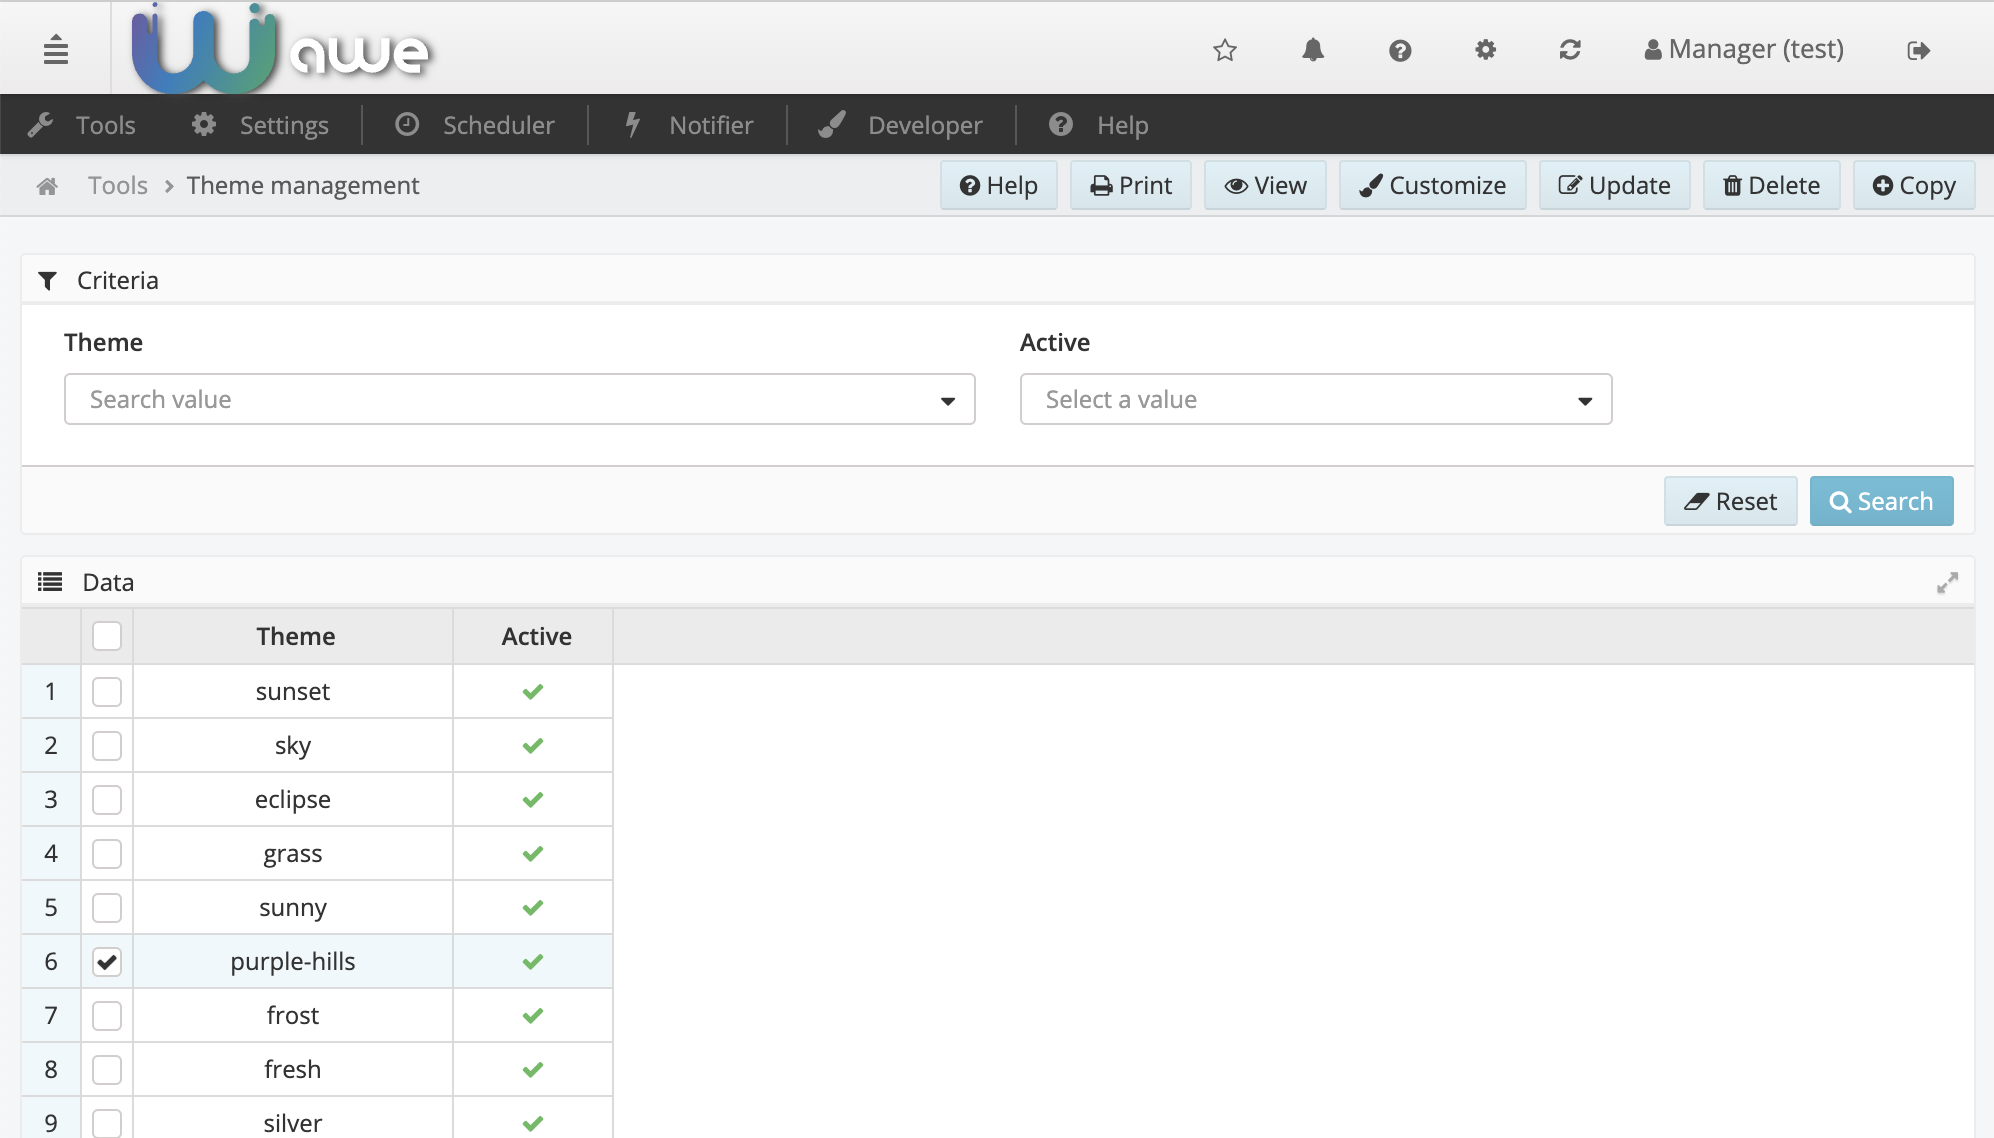 awe
Manager (test)
Tools Settings Scheduler Notifier Developer Help
Tools Theme management Help Print View Customize Update Delete Copy
Criteria
Theme Active
Search value Select a value
Reset Search
Data
Theme Active
1 sunset
2 sky
3 eclipse
4 grass
5 sunny
6 purple-hills
7 frost
8 fresh
9 silver